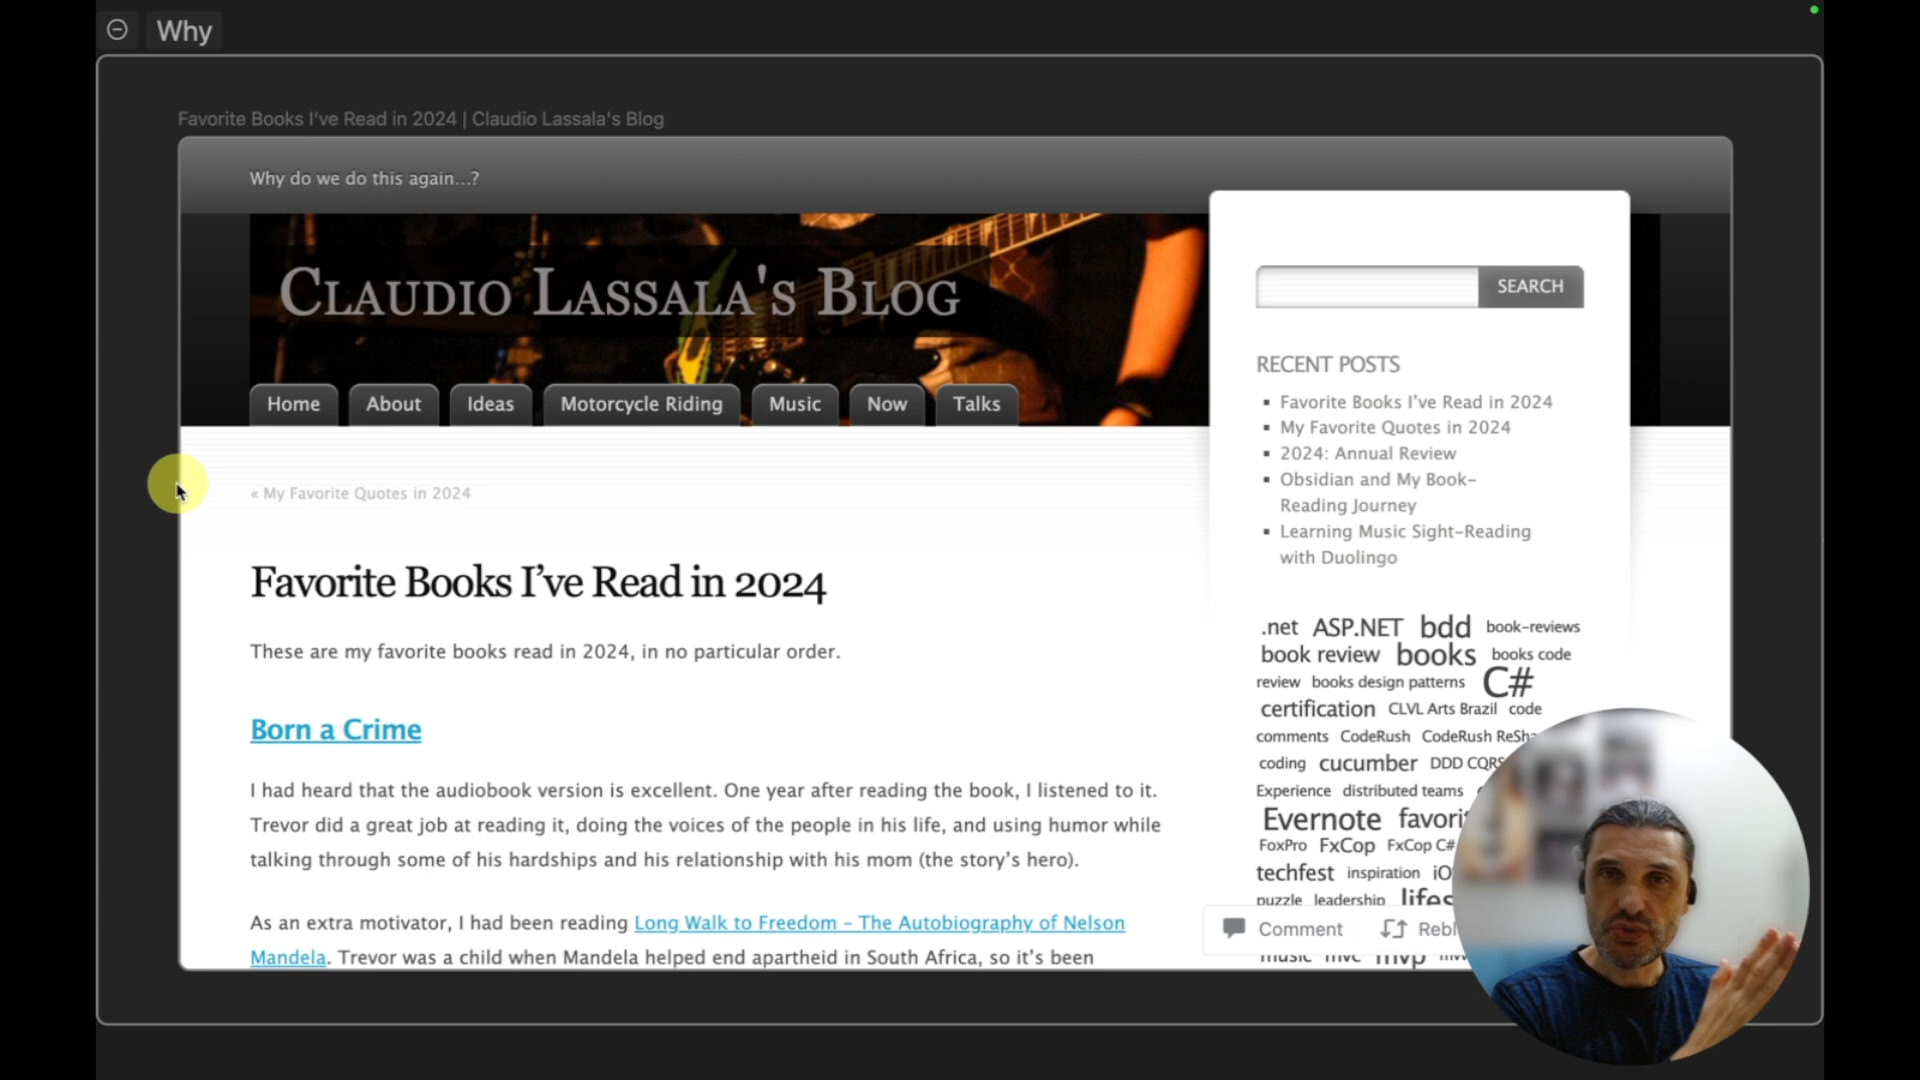 Why
Favorite Books I’ve Read in 2024 | Claudio Lassala's Blog
Why do we do this again...?
Claudio Lassala's Blog
Home About Ideas Motorcycle Riding Music Now Talks
« My Favorite Quotes in 2024
Favorite Books I’ve Read in 2024
These are my favorite books read in 2024, in no particular order.
Born a Crime
I had heard that the audiobook version is excellent. One year after reading the book, I listened to it.
Trevor did a great job at reading it, doing the voices of the people in his life, and using humor while
talking through some of his hardships and his relationship with his mom (the story’s hero).
As an extra motivator, I had been reading Long Walk to Freedom – The Autobiography of Nelson
Mandela. Trevor was a child when Mandela helped end apartheid in South Africa, so it’s been
SEARCH
RECENT POSTS
Favorite Books I’ve Read in 2024
My Favorite Quotes in 2024
2024: Annual Review
Obsidian and My Book-
Reading Journey
Learning Music Sight-Reading
with Duolingo
.net ASP.NET bdd book-reviews
book review books books code
review books design patterns C#
certification CLVL Arts Brazil code
comments CodeRush CodeRush
coding cucumber DDD
Experience distributed teams
Evernote
FoxPro FxCop FxCop C#
techfest inspiration
puzzle leadership
Comment
music mvc mvp